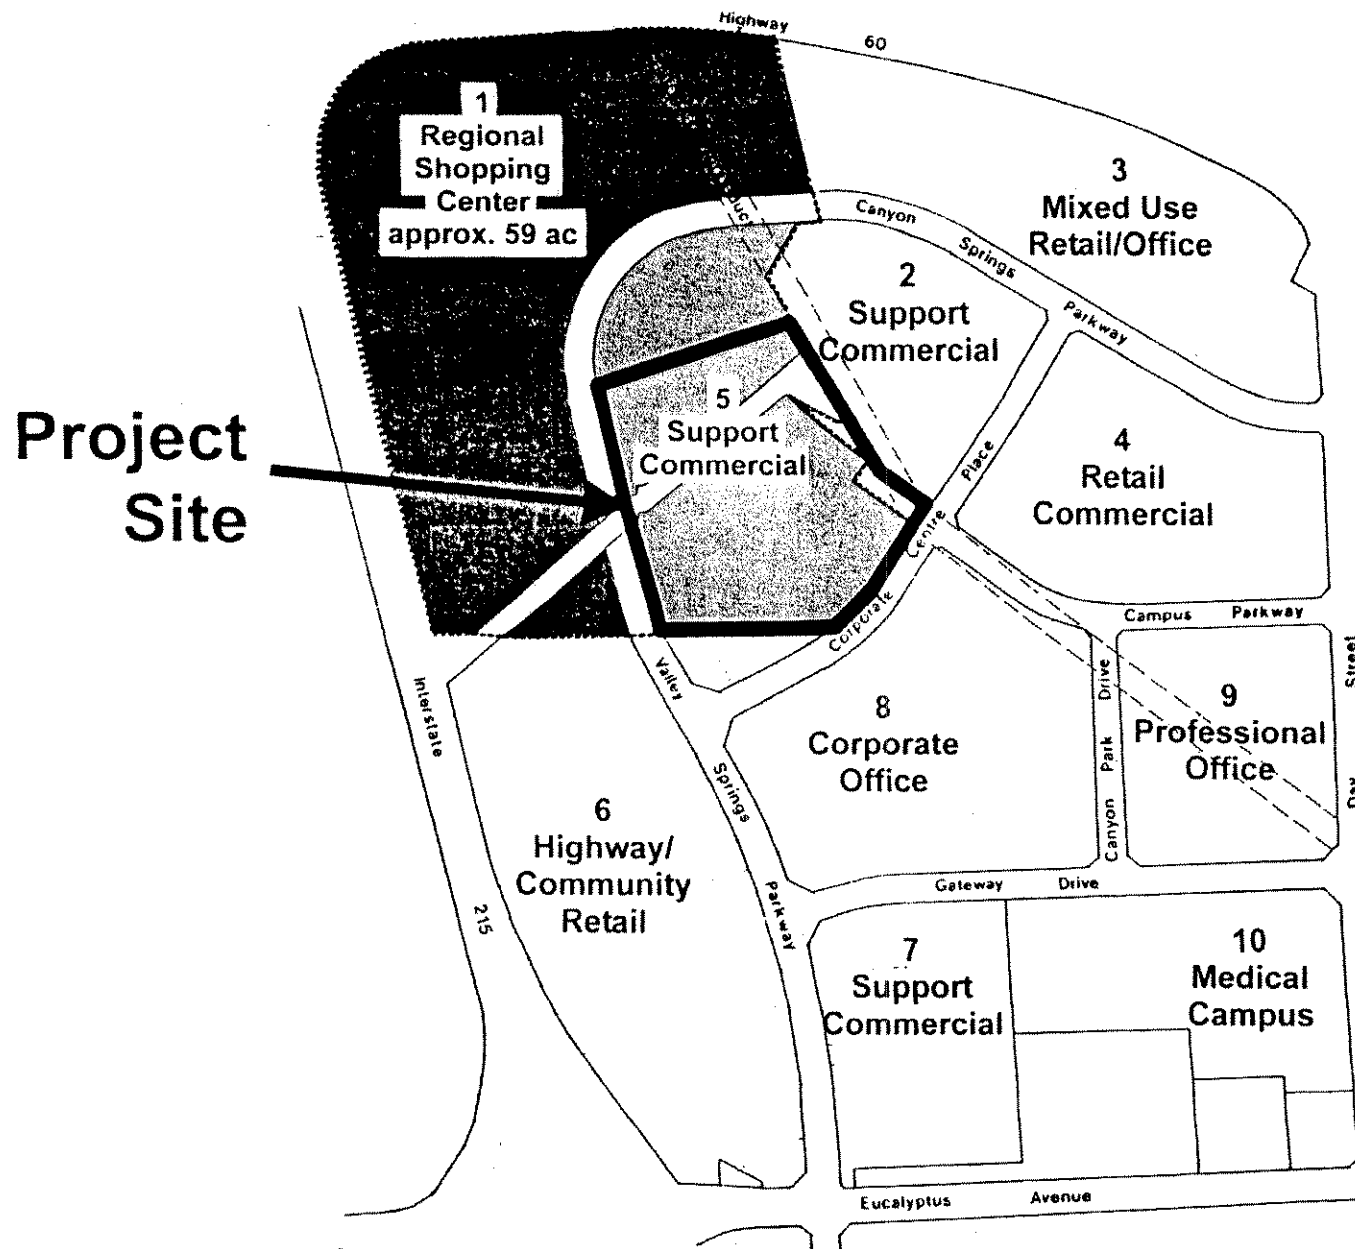 Highway
60
1
Regional
Shopping
Center
approx. 59 ac
3
Mixed Use
Retail/Office
Canyon
Springs
Parkway
2
Support
Commercial
Project
Site
5
Support
Commercial
Place
Centre
Corporate
4
Retail
Commercial
Campus Parkway
Street
Interstate
215
Valley
Springs
Parkway
8
Corporate
Office
Canyon Park Drive
9
Professional
Office
6
Highway/
Community
Retail
Gateway Drive
7
Support
Commercial
10
Medical
Campus
Eucalyptus Avenue